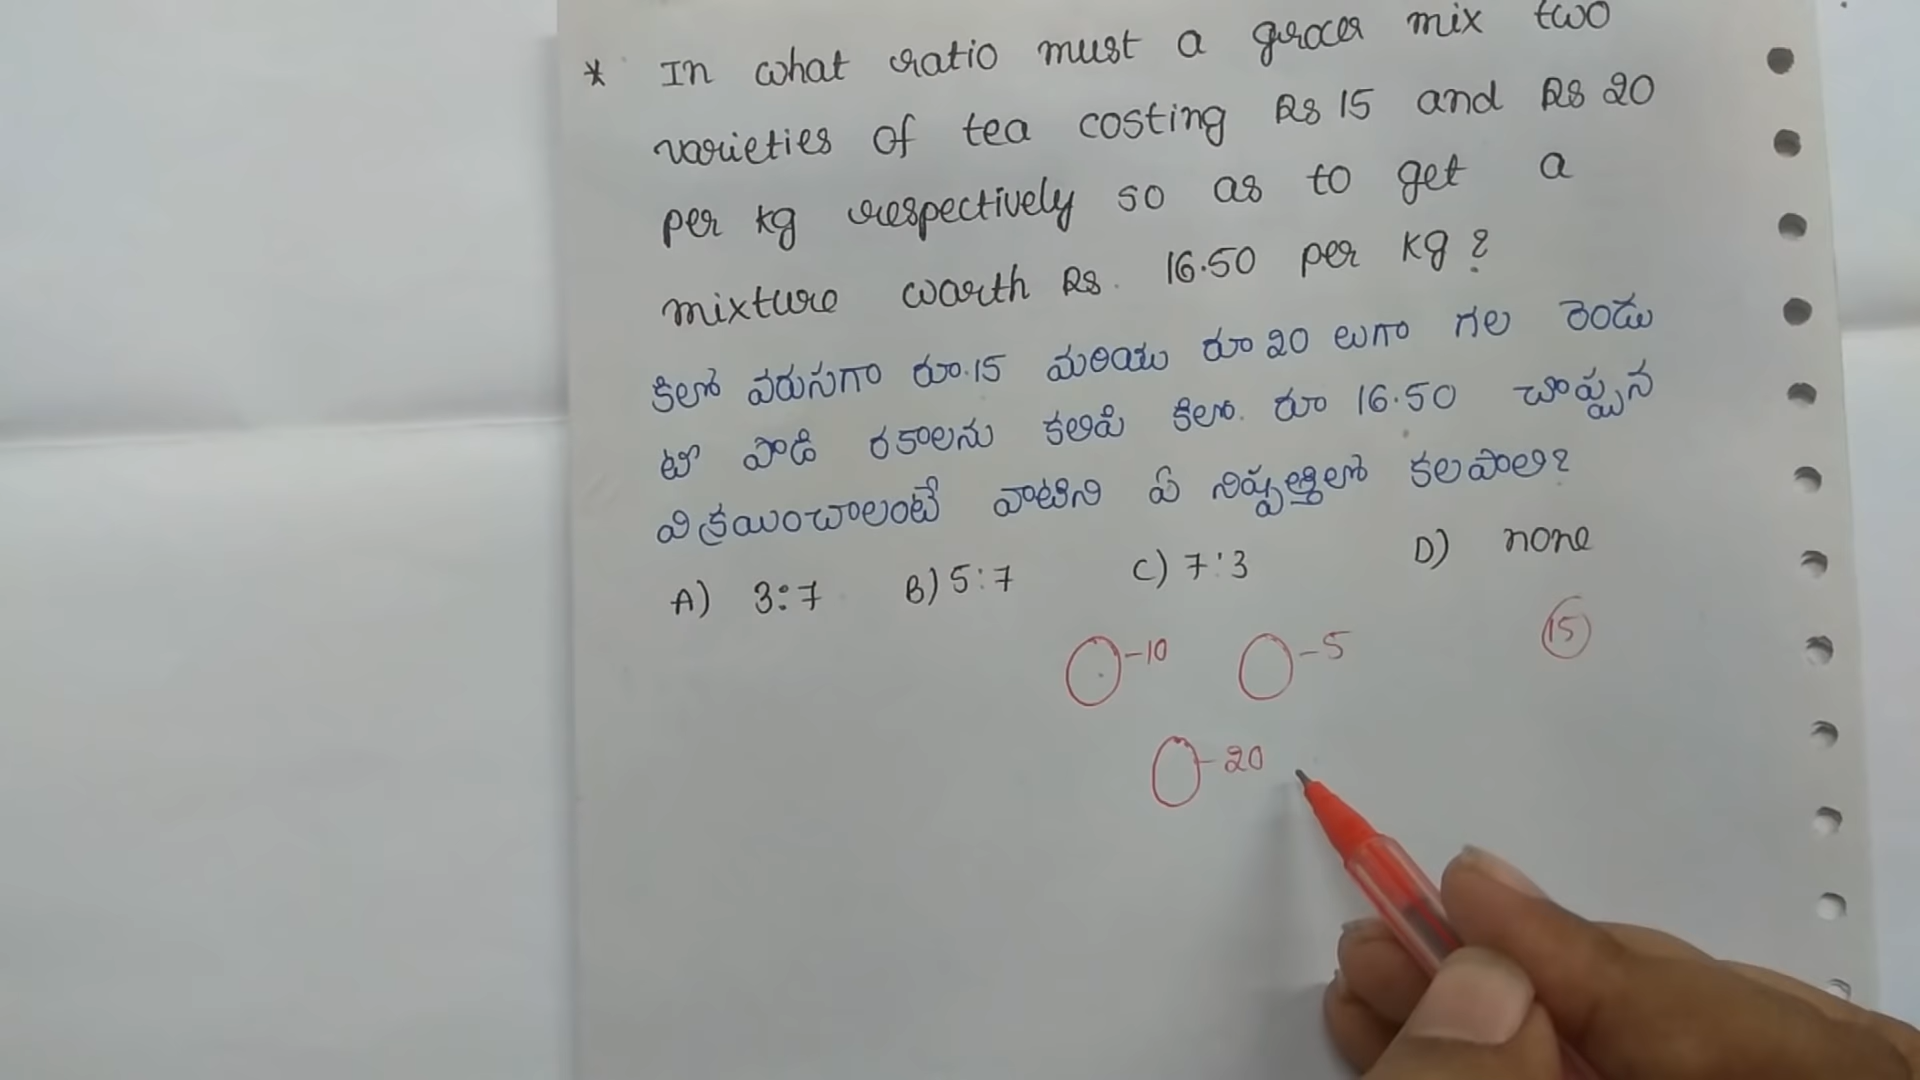 * In what ratio must a grocer mix two
varieties of tea costing Rs 15 and Rs 20
per kg respectively so as to get a
mixture worth Rs. 16.50 per kg?
కిలో వరుసగా రూ.15 మరియు రూ 20 లుగా గల రెండు
టీ పొడి రకాలను కలిపి కిలో. రూ 16.50 చొప్పున
విక్రయించాలంటే వాటిని ఏ నిష్పత్తిలో కలపాలి?
A) 3:7 B) 5:7 C) 7:3 D) none
-10 -5 15
-20